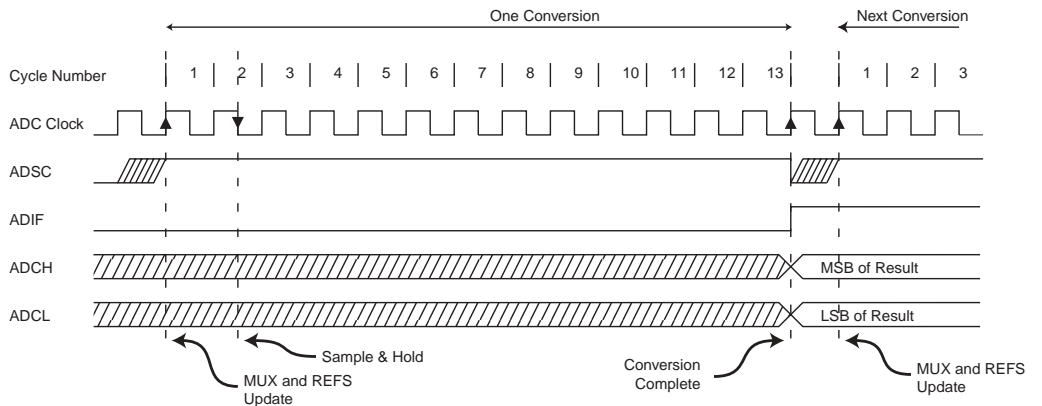 One Conversion
Next Conversion
Cycle Number
1 2 3 4 5 6 7 8 9 10 11 12 13 1 2 3
ADC Clock
ADSC
ADIF
ADCH
MSB of Result
ADCL
LSB of Result
Sample & Hold
MUX and REFS
Update
Conversion
Complete
MUX and REFS
Update